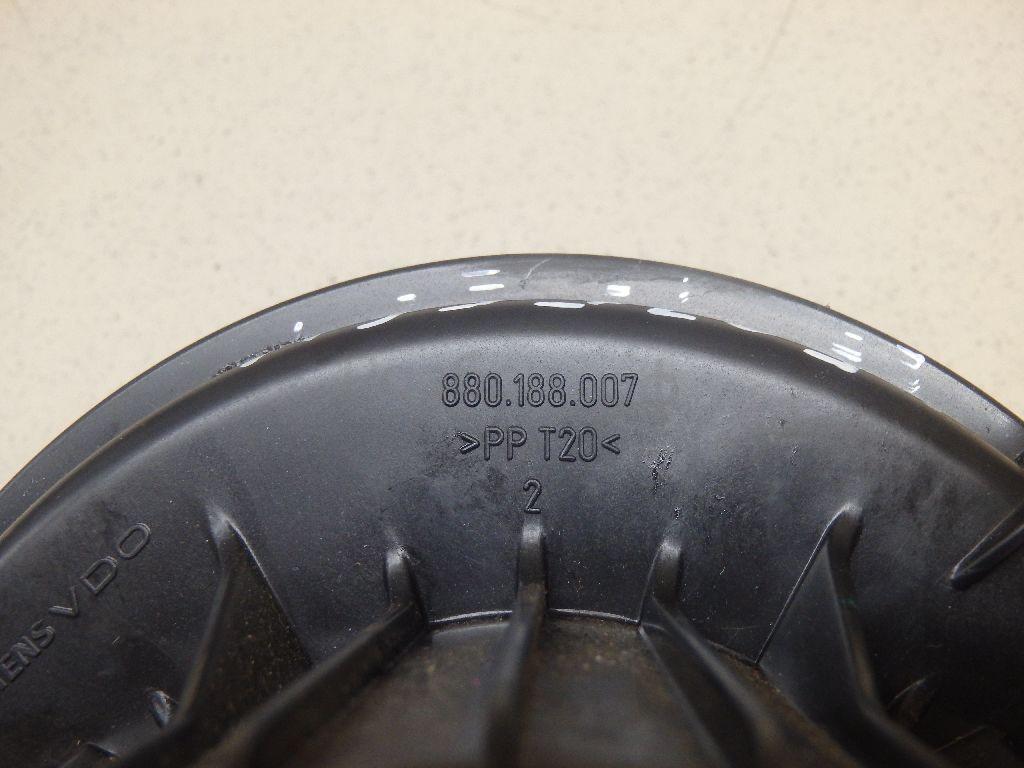 880.188.007
>PP T20<
2
ENS VDO